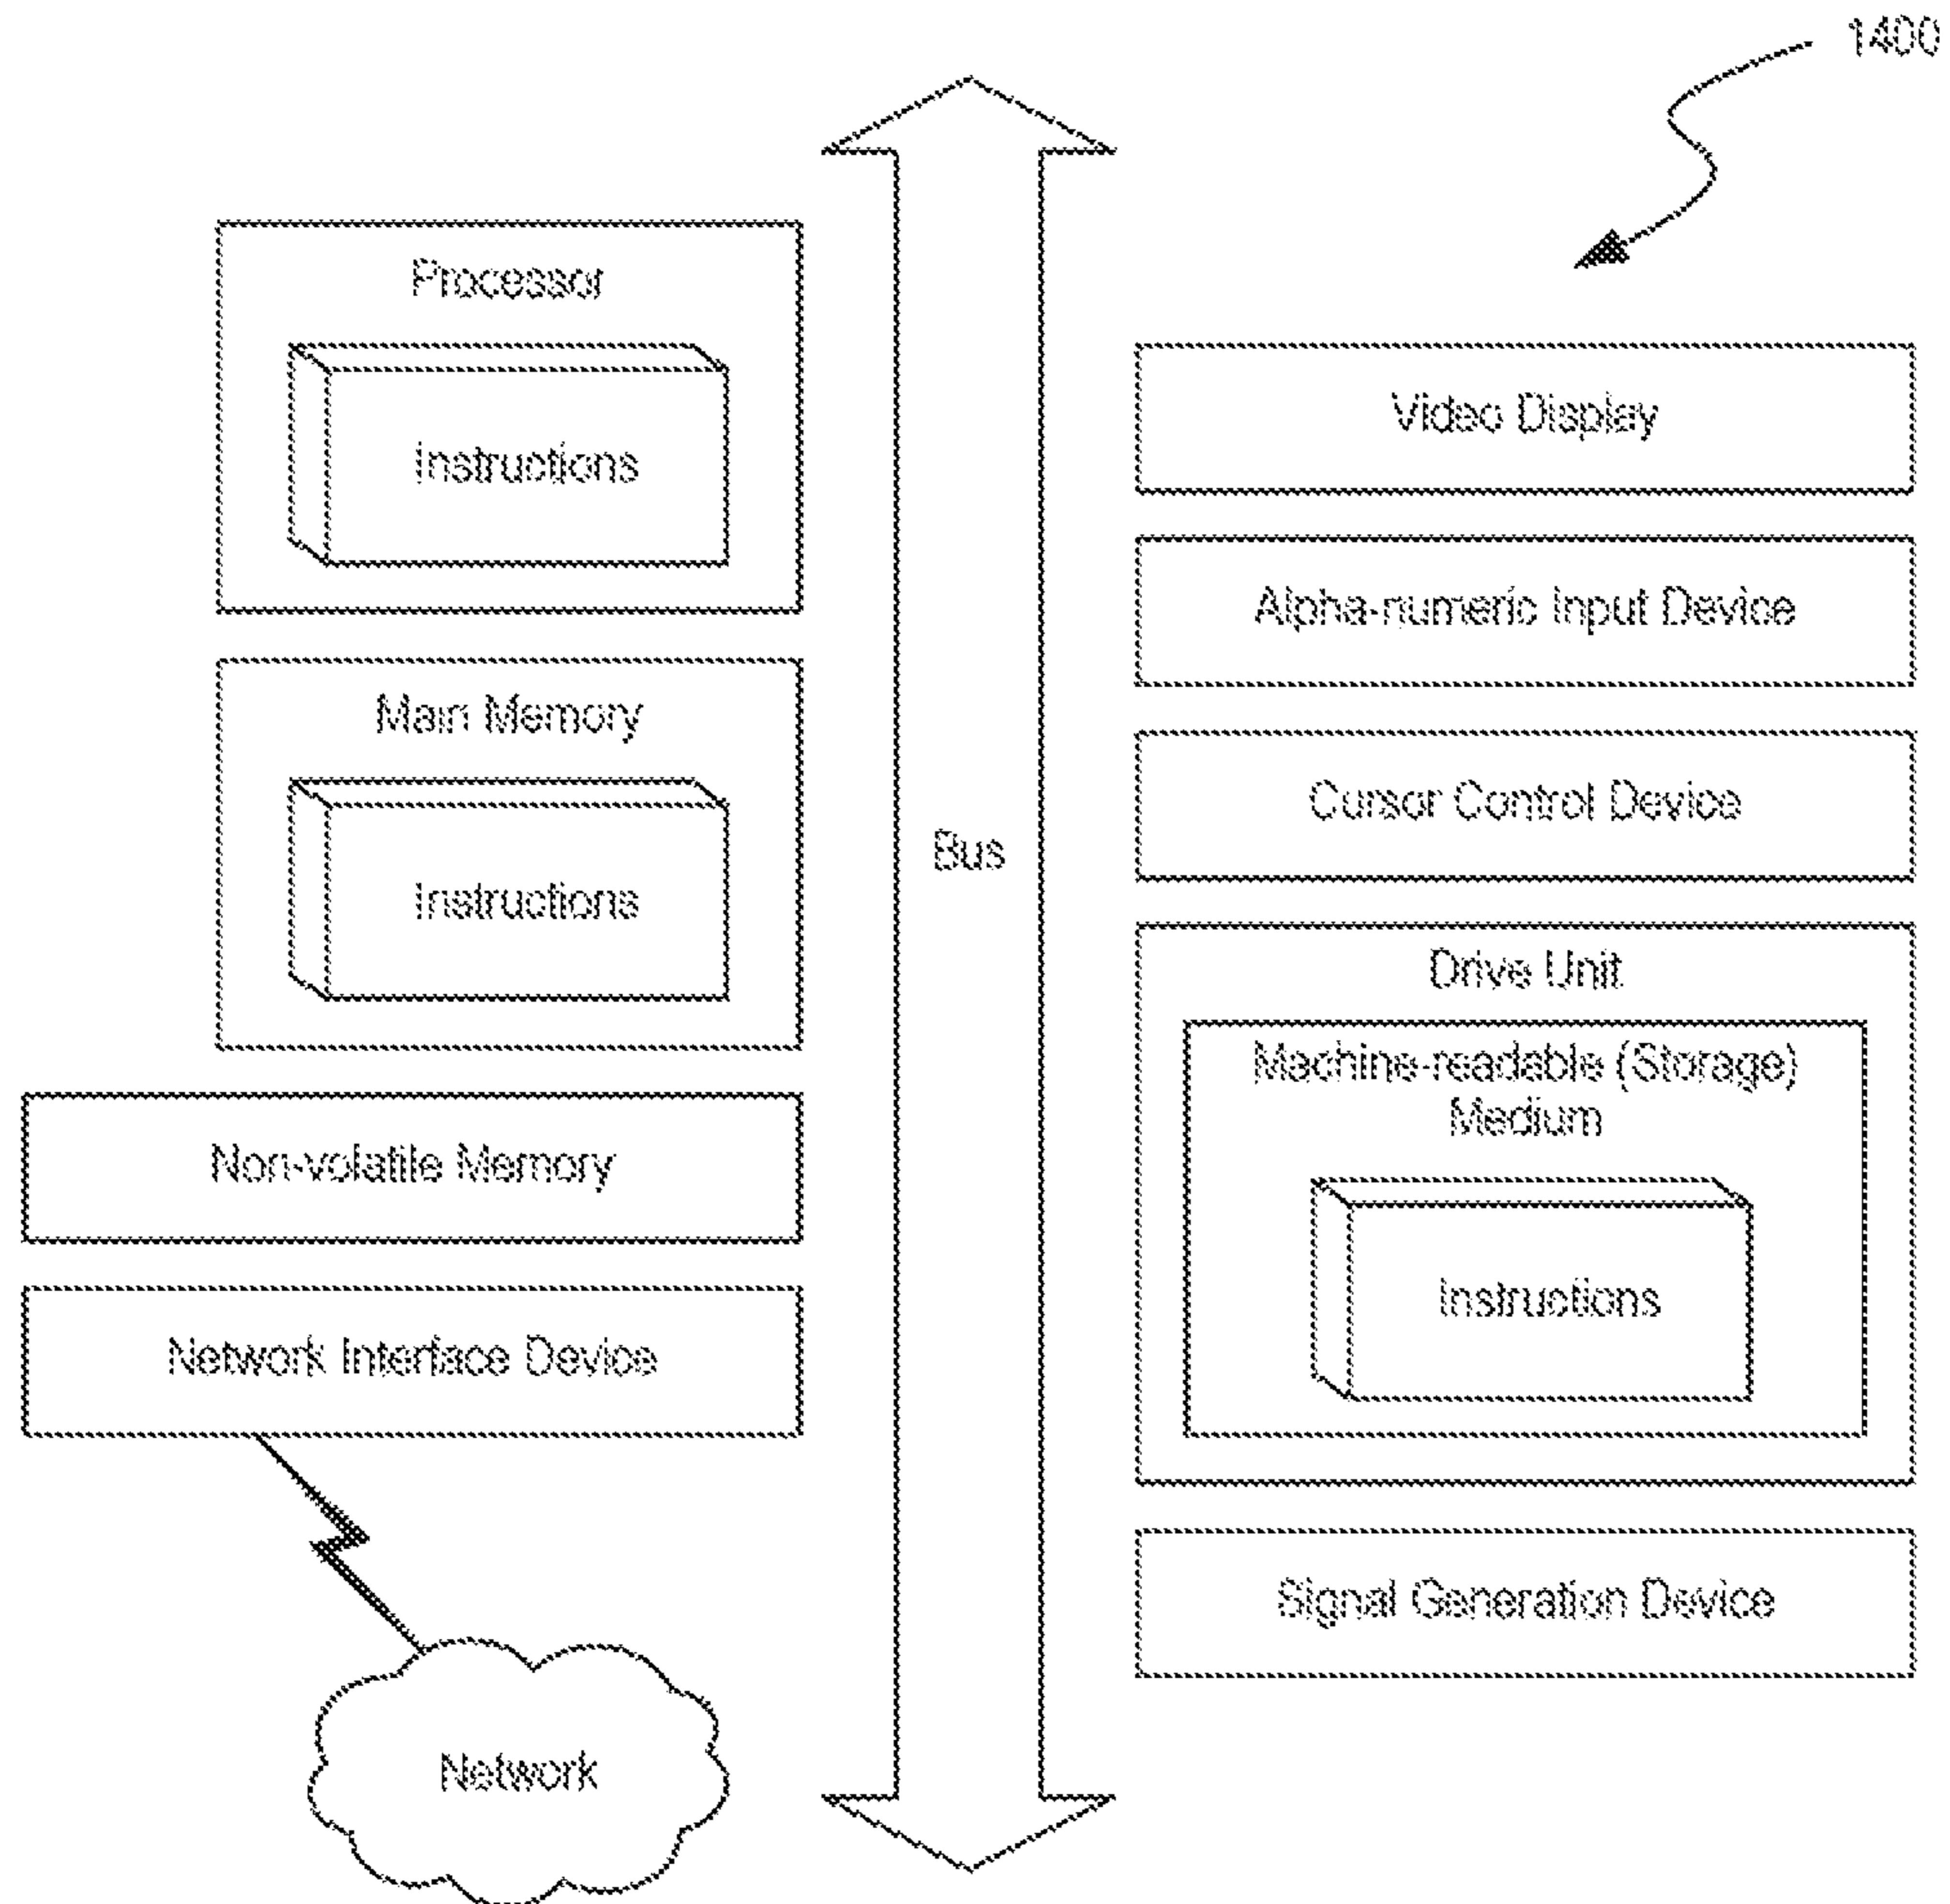 1400
Processor
Instructions
Main Memory
Instructions
Non-volatile Memory
Network Interface Device
Network
Bus
Video Display
Alpha-numeric Input Device
Cursor Control Device
Drive Unit
Machine-readable (Storage)
Medium
Instructions
Signal Generation Device